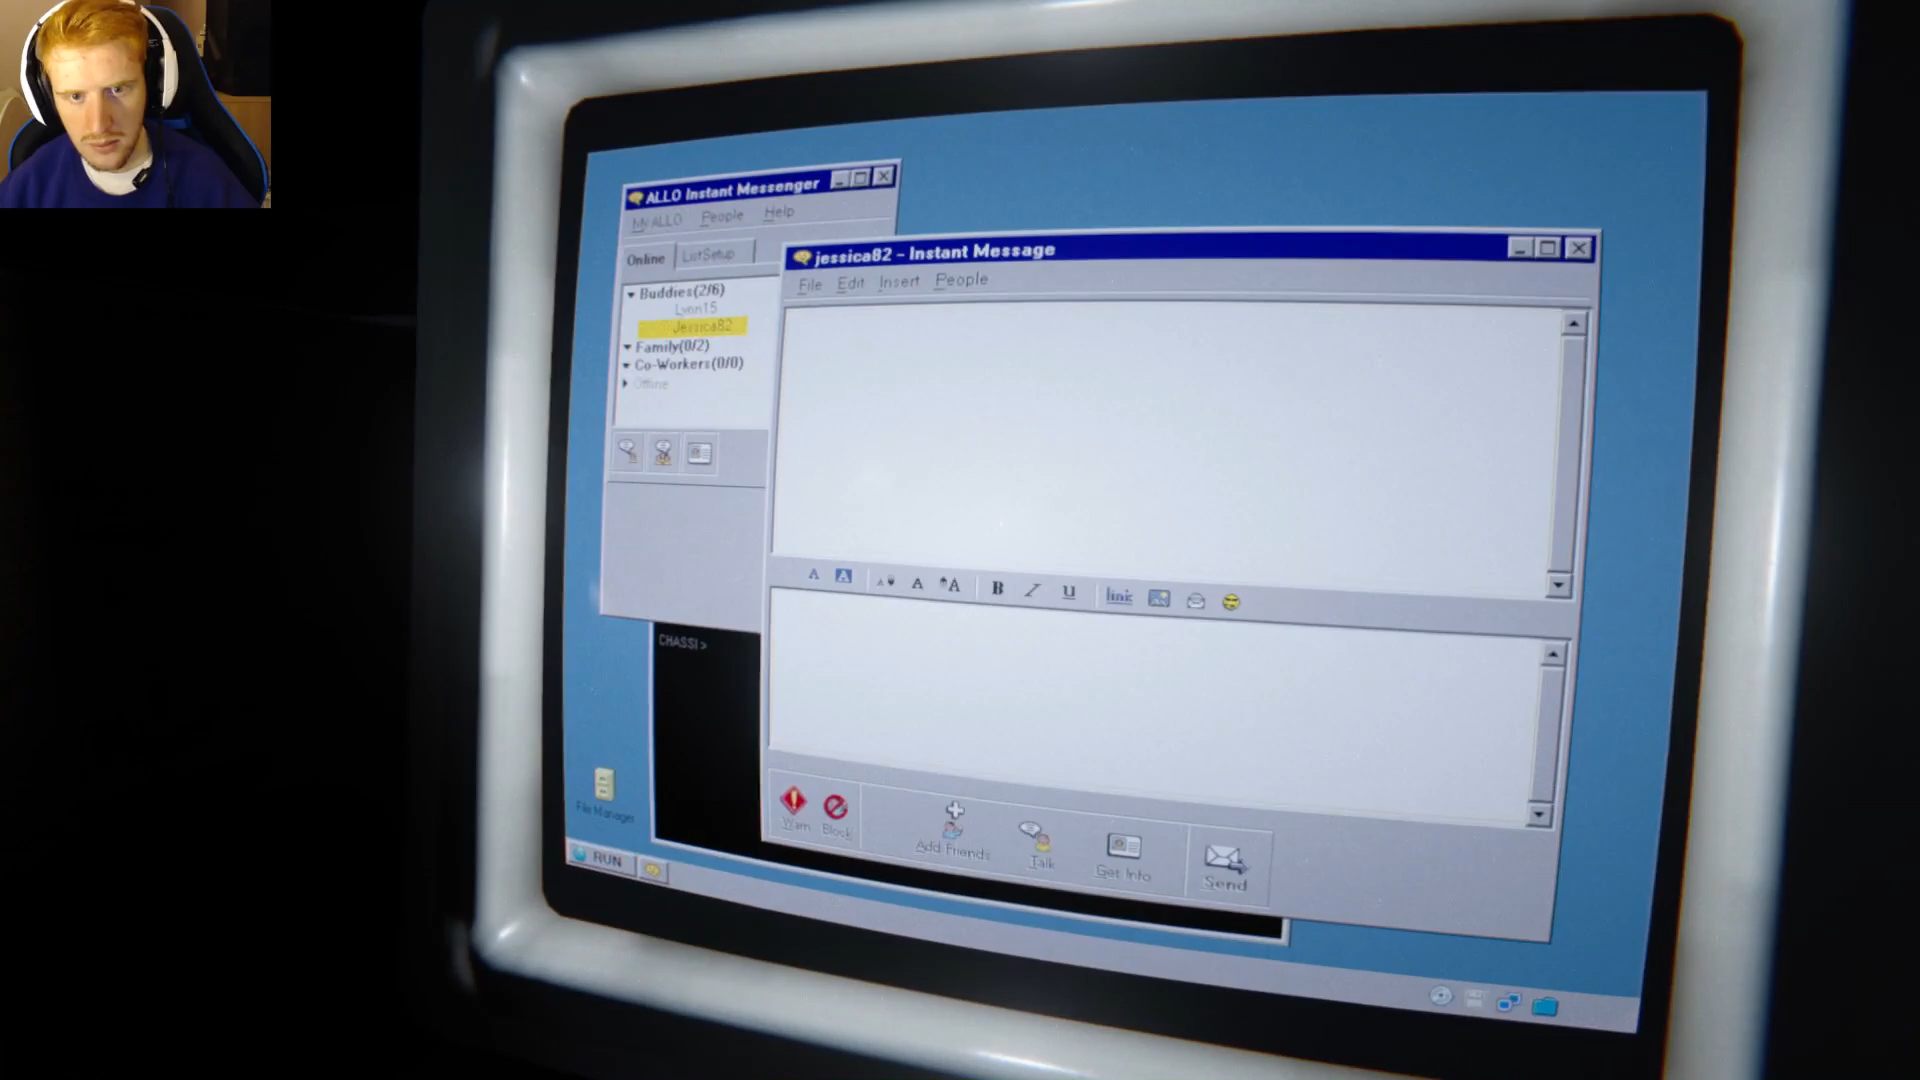 ALLO Instant Messenger
My ALLO People Help
Online List Setup
Buddies(2/6)
Lynn15
Jessica82
Family(0/2)
Co-Workers(0/0)
Offline
jessica82 - Instant Message
File Edit Insert People
A A A A A B I U link
CHASSI >
Warn Block Add Friends Talk Get Info Send
File Manager
RUN